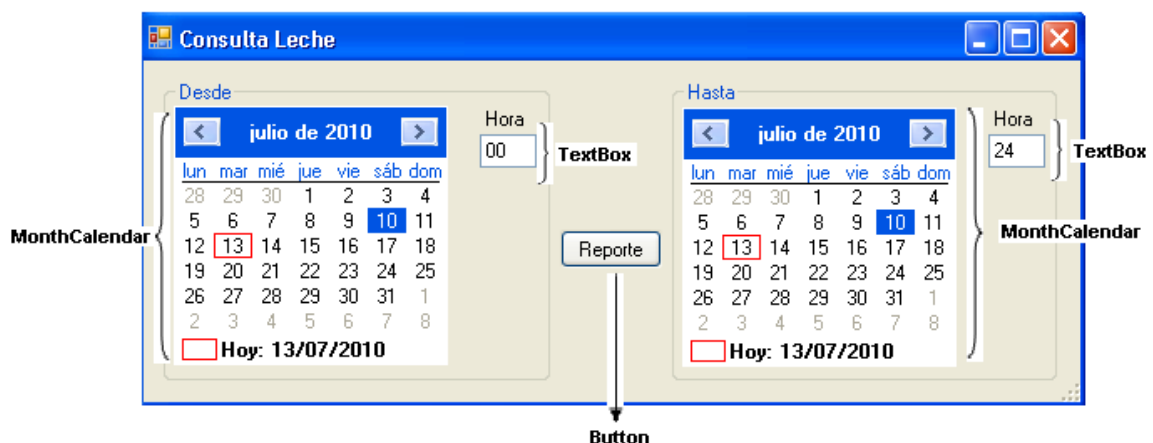 Consulta Leche
Desde
Hora
00
TextBox
julio de 2010
lun mar mié jue vie sáb dom
28 29 30 1 2 3 4
5 6 7 8 9 10 11
12 13 14 15 16 17 18
19 20 21 22 23 24 25
26 27 28 29 30 31 1
2 3 4 5 6 7 8
Hoy: 13/07/2010
MonthCalendar
Reporte
Button
Hasta
Hora
24
TextBox
julio de 2010
lun mar mié jue vie sáb dom
28 29 30 1 2 3 4
5 6 7 8 9 10 11
12 13 14 15 16 17 18
19 20 21 22 23 24 25
26 27 28 29 30 31 1
2 3 4 5 6 7 8
Hoy: 13/07/2010
MonthCalendar